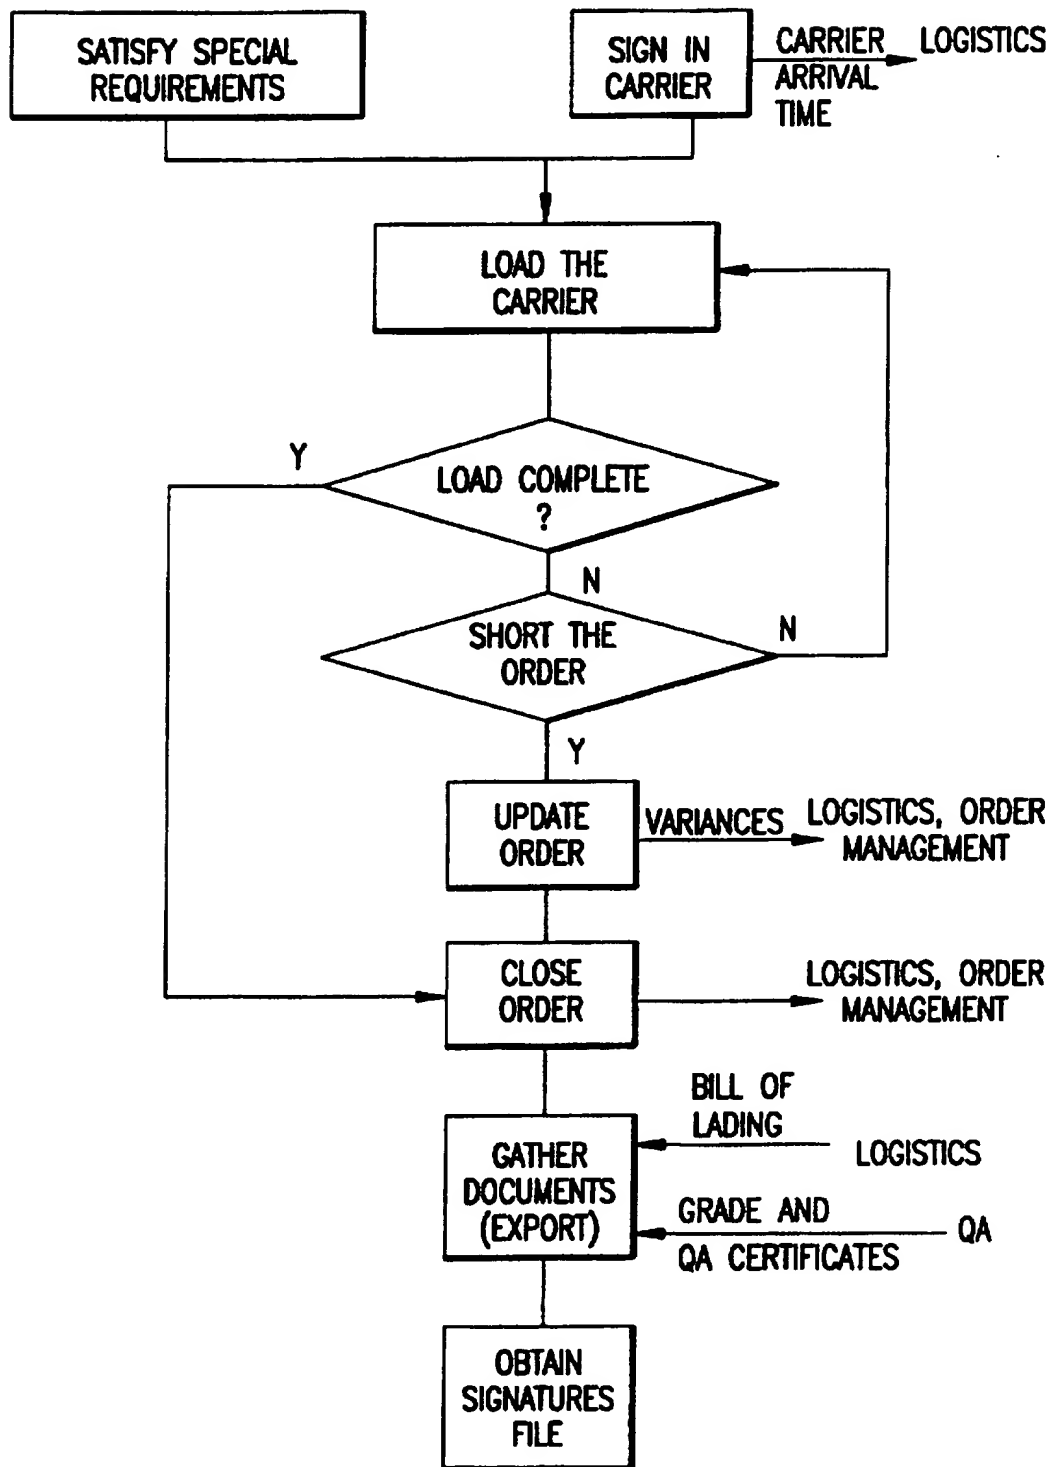 SATISFY SPECIAL
REQUIREMENTS
SIGN IN
CARRIER
CARRIER
ARRIVAL
TIME
LOGISTICS
LOAD THE
CARRIER
Y
LOAD COMPLETE
?
N
SHORT THE
ORDER
N
Y
UPDATE
ORDER
VARIANCES
LOGISTICS, ORDER
MANAGEMENT
CLOSE
ORDER
LOGISTICS, ORDER
MANAGEMENT
BILL OF
LADING
LOGISTICS
GATHER
DOCUMENTS
(EXPORT)
GRADE AND
QA CERTIFICATES
QA
OBTAIN
SIGNATURES
FILE